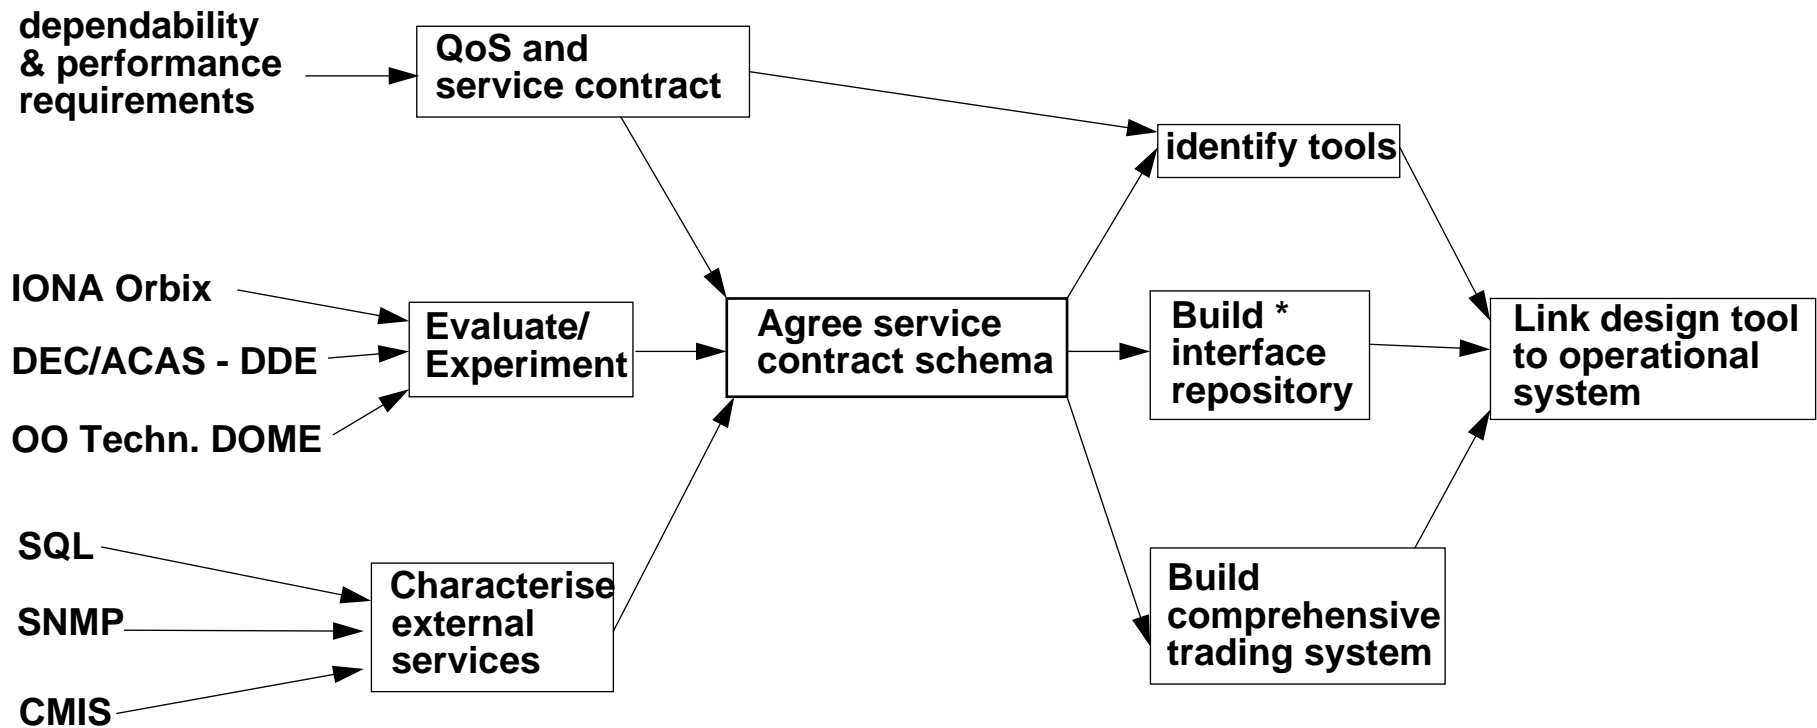 dependability
& performance
requirements
QoS and
service contract
identify tools
IONA Orbix
DEC/ACAS - DDE
OO Techn. DOME
Evaluate/
Experiment
Agree service
contract schema
Build *
interface
repository
Link design tool
to operational
system
SQL
SNMP
CMIS
Characterise
external
services
Build
comprehensive
trading system